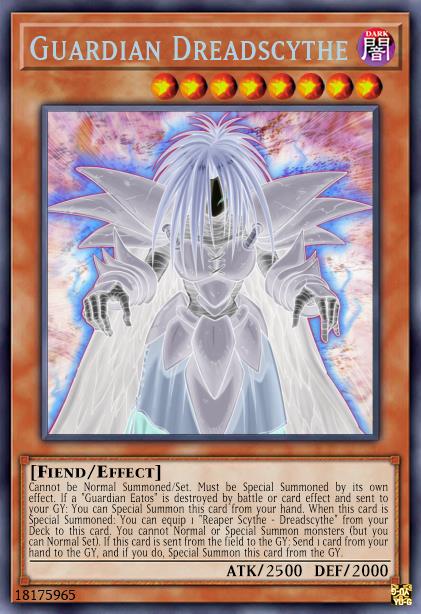 GUARDIAN DREADSCYTHE
DARK
闇
[FIEND/EFFECT]
Cannot be Normal Summoned/Set. Must be Special Summoned by its own
effect. If a "Guardian Eatos" is destroyed by battle or card effect and sent to
your GY: You can Special Summon this card from your hand. When this card is
Special Summoned: You can equip 1 "Reaper Scythe - Dreadscythe" from your
Deck to this card. You cannot Normal or Special Summon monsters (but you
can Normal Set). If this card is sent from the field to the GY: Send 1 card from your
hand to the GY, and if you do, Special Summon this card from the GY.
ATK/2500 DEF/2000
18175965